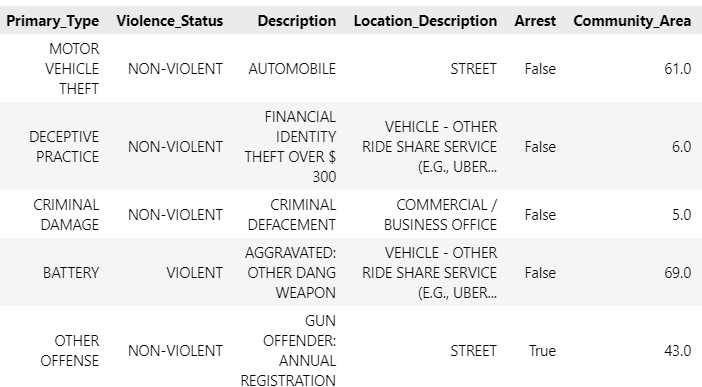 Primary_Type Violence_Status Description Location_Description Arrest Community_Area
MOTOR
VEHICLE NON-VIOLENT AUTOMOBILE STREET False 61.0
THEFT
FINANCIAL
IDENTITY
THEFT OVER $
300
DECEPTIVE
PRACTICE
NON-VIOLENT
VEHICLE - OTHER
RIDE SHARE SERVICE
(E.G., UBER...
False 6.0
CRIMINAL
DAMAGE
NON-VIOLENT
CRIMINAL
DEFACEMENT
COMMERCIAL /
BUSINESS OFFICE
False 5.0
BATTERY VIOLENT
AGGRAVATED:
OTHER DANG
WEAPON
VEHICLE - OTHER
RIDE SHARE SERVICE
(E.G., UBER...
False 69.0
OTHER
OFFENSE
NON-VIOLENT
GUN
OFFENDER:
ANNUAL
REGISTRATION
STREET True 43.0